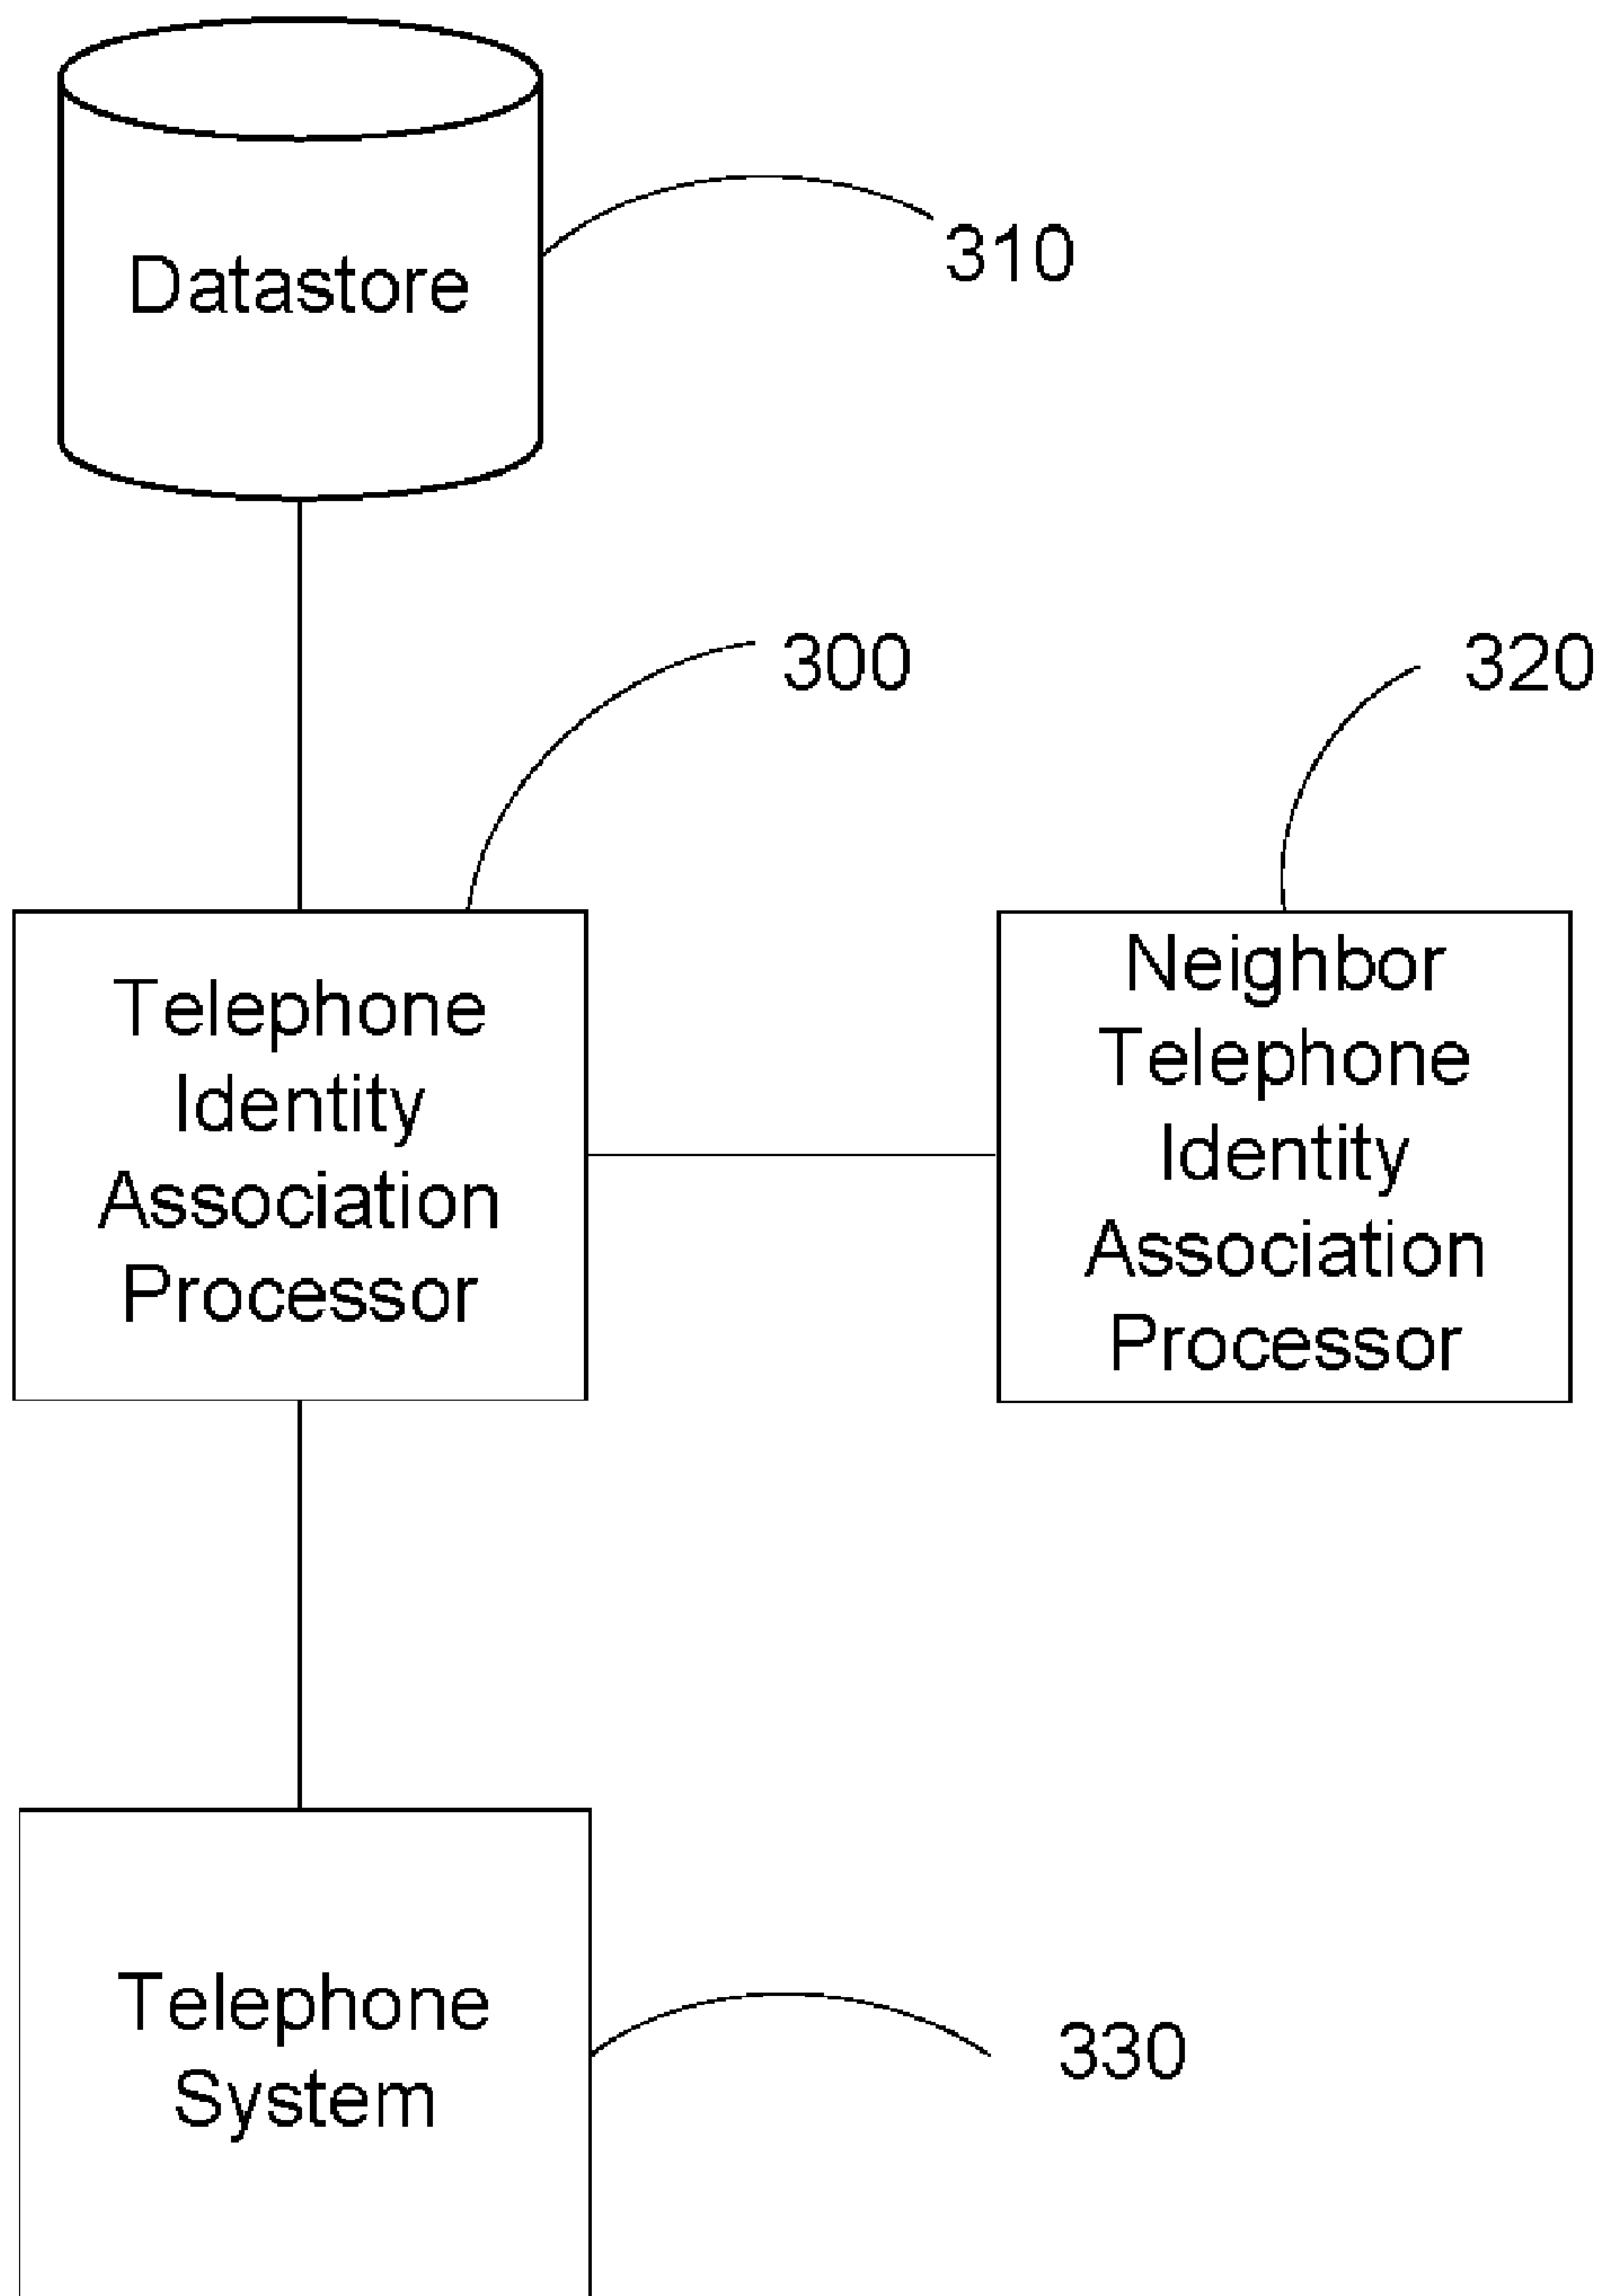 Datastore
310
300
320
Telephone
Identity
Association
Processor
Neighbor
Telephone
Identity
Association
Processor
Telephone
System
330